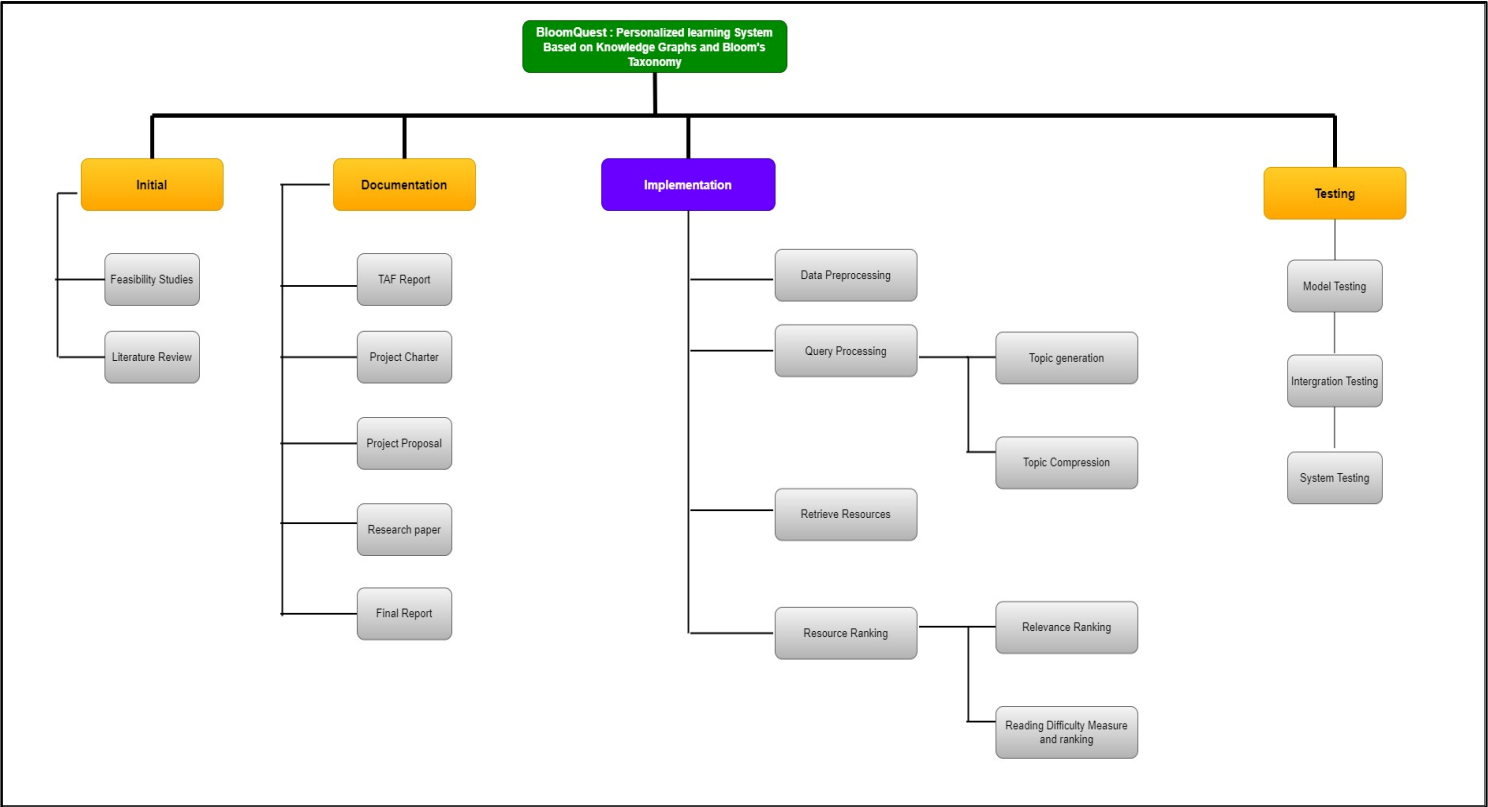 BloomQuest : Personalized learning System
Based on Knowledge Graphs and Bloom's
Taxonomy
Initial
Documentation
Implementation
Testing
Feasibility Studies
Literature Review
TAF Report
Project Charter
Project Proposal
Research paper
Final Report
Data Preprocessing
Query Processing
Topic generation
Topic Compression
Retrieve Resources
Resource Ranking
Relevance Ranking
Reading Difficulty Measure
and ranking
Model Testing
Intergration Testing
System Testing